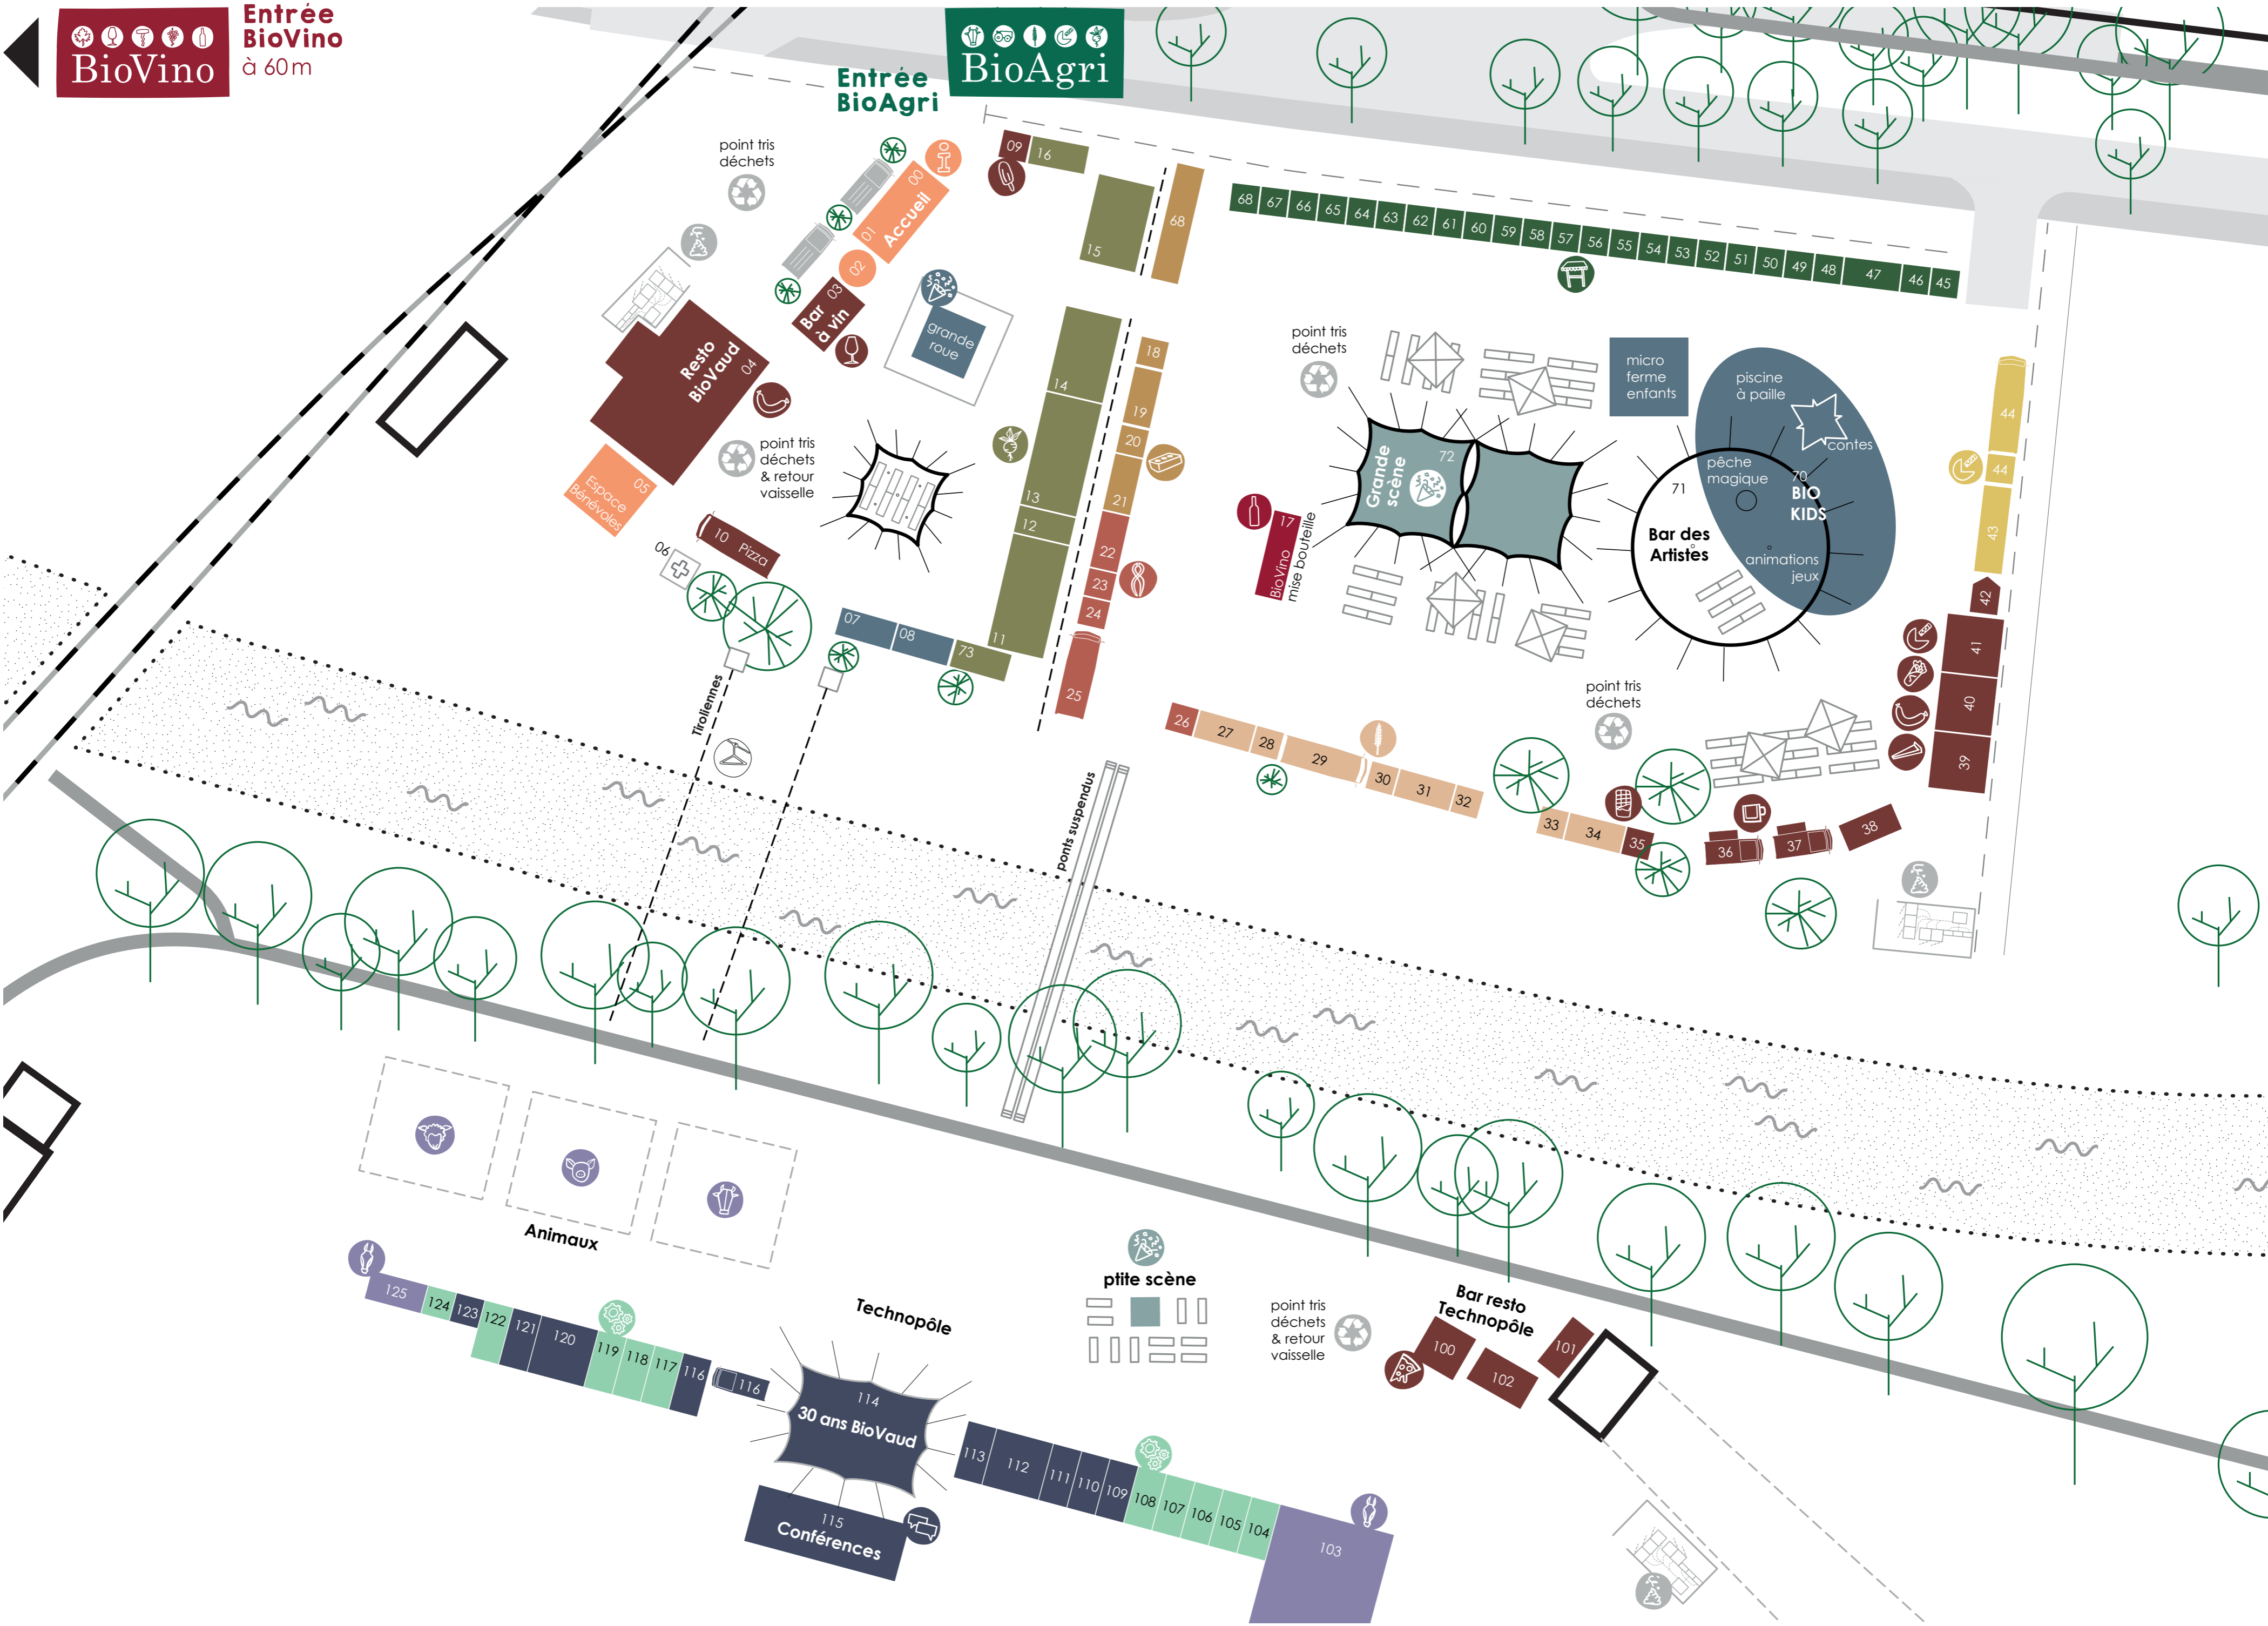 BioVino
Entrée
BioVino
à 60 m
Entrée
BioAgri
BioAgri
point tris
déchets
00
Accueil
01
02
03
Bar
à vin
grande
roue
Resto
BioVaud
04
05
Espace
Bénévoles
point tris
déchets
& retour
vaisselle
06
10 Pizza
07
08
73
09
16
15
14
13
12
11
68
18
19
20
21
22
23
24
25
68
67
66
65
64
63
62
61
60
59
58
57
56
55
54
53
52
51
50
49
48
47
46
45
point tris
déchets
Grande
scène
72
17
BioVino
mise bouteille
micro
ferme
enfants
piscine
à paille
contes
pêche
magique
70
BIO
KIDS
71
Bar des
Artistes
animations
jeux
44
44
43
42
41
40
39
point tris
déchets
26
27
28
29
30
31
32
33
34
35
36
37
38
Tiroliennes
ponts suspendus
Animaux
125
124
123
122
121
120
119
118
117
116
116
Technopôle
114
30 ans BioVaud
115
Conférences
ptite scène
point tris
déchets
& retour
vaisselle
Bar resto
Technopôle
100
101
102
113
112
111
110
109
108
107
106
105
104
103